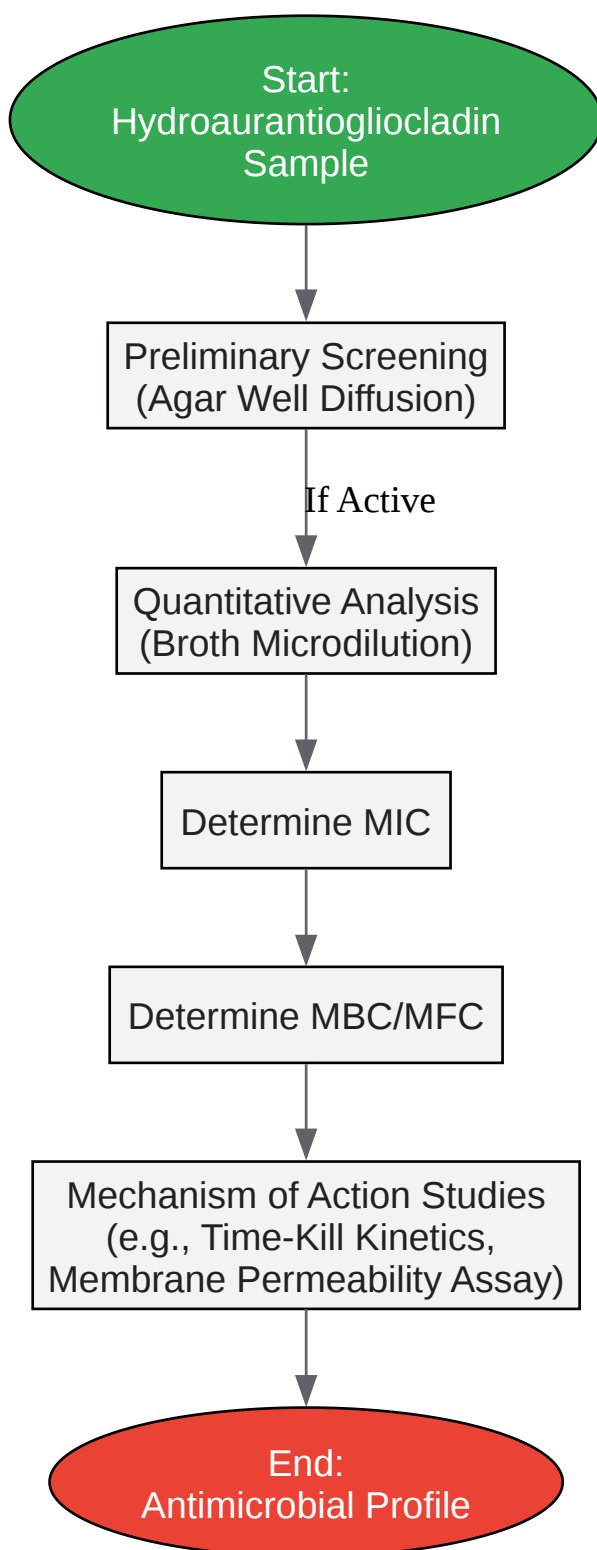 Start:
Hydroaurantiogliocladin
Sample
Preliminary Screening
(Agar Well Diffusion)
If Active
Quantitative Analysis
(Broth Microdilution)
Determine MIC
Determine MBC/MFC
Mechanism of Action Studies
(e.g., Time-Kill Kinetics,
Membrane Permeability Assay)
End:
Antimicrobial Profile